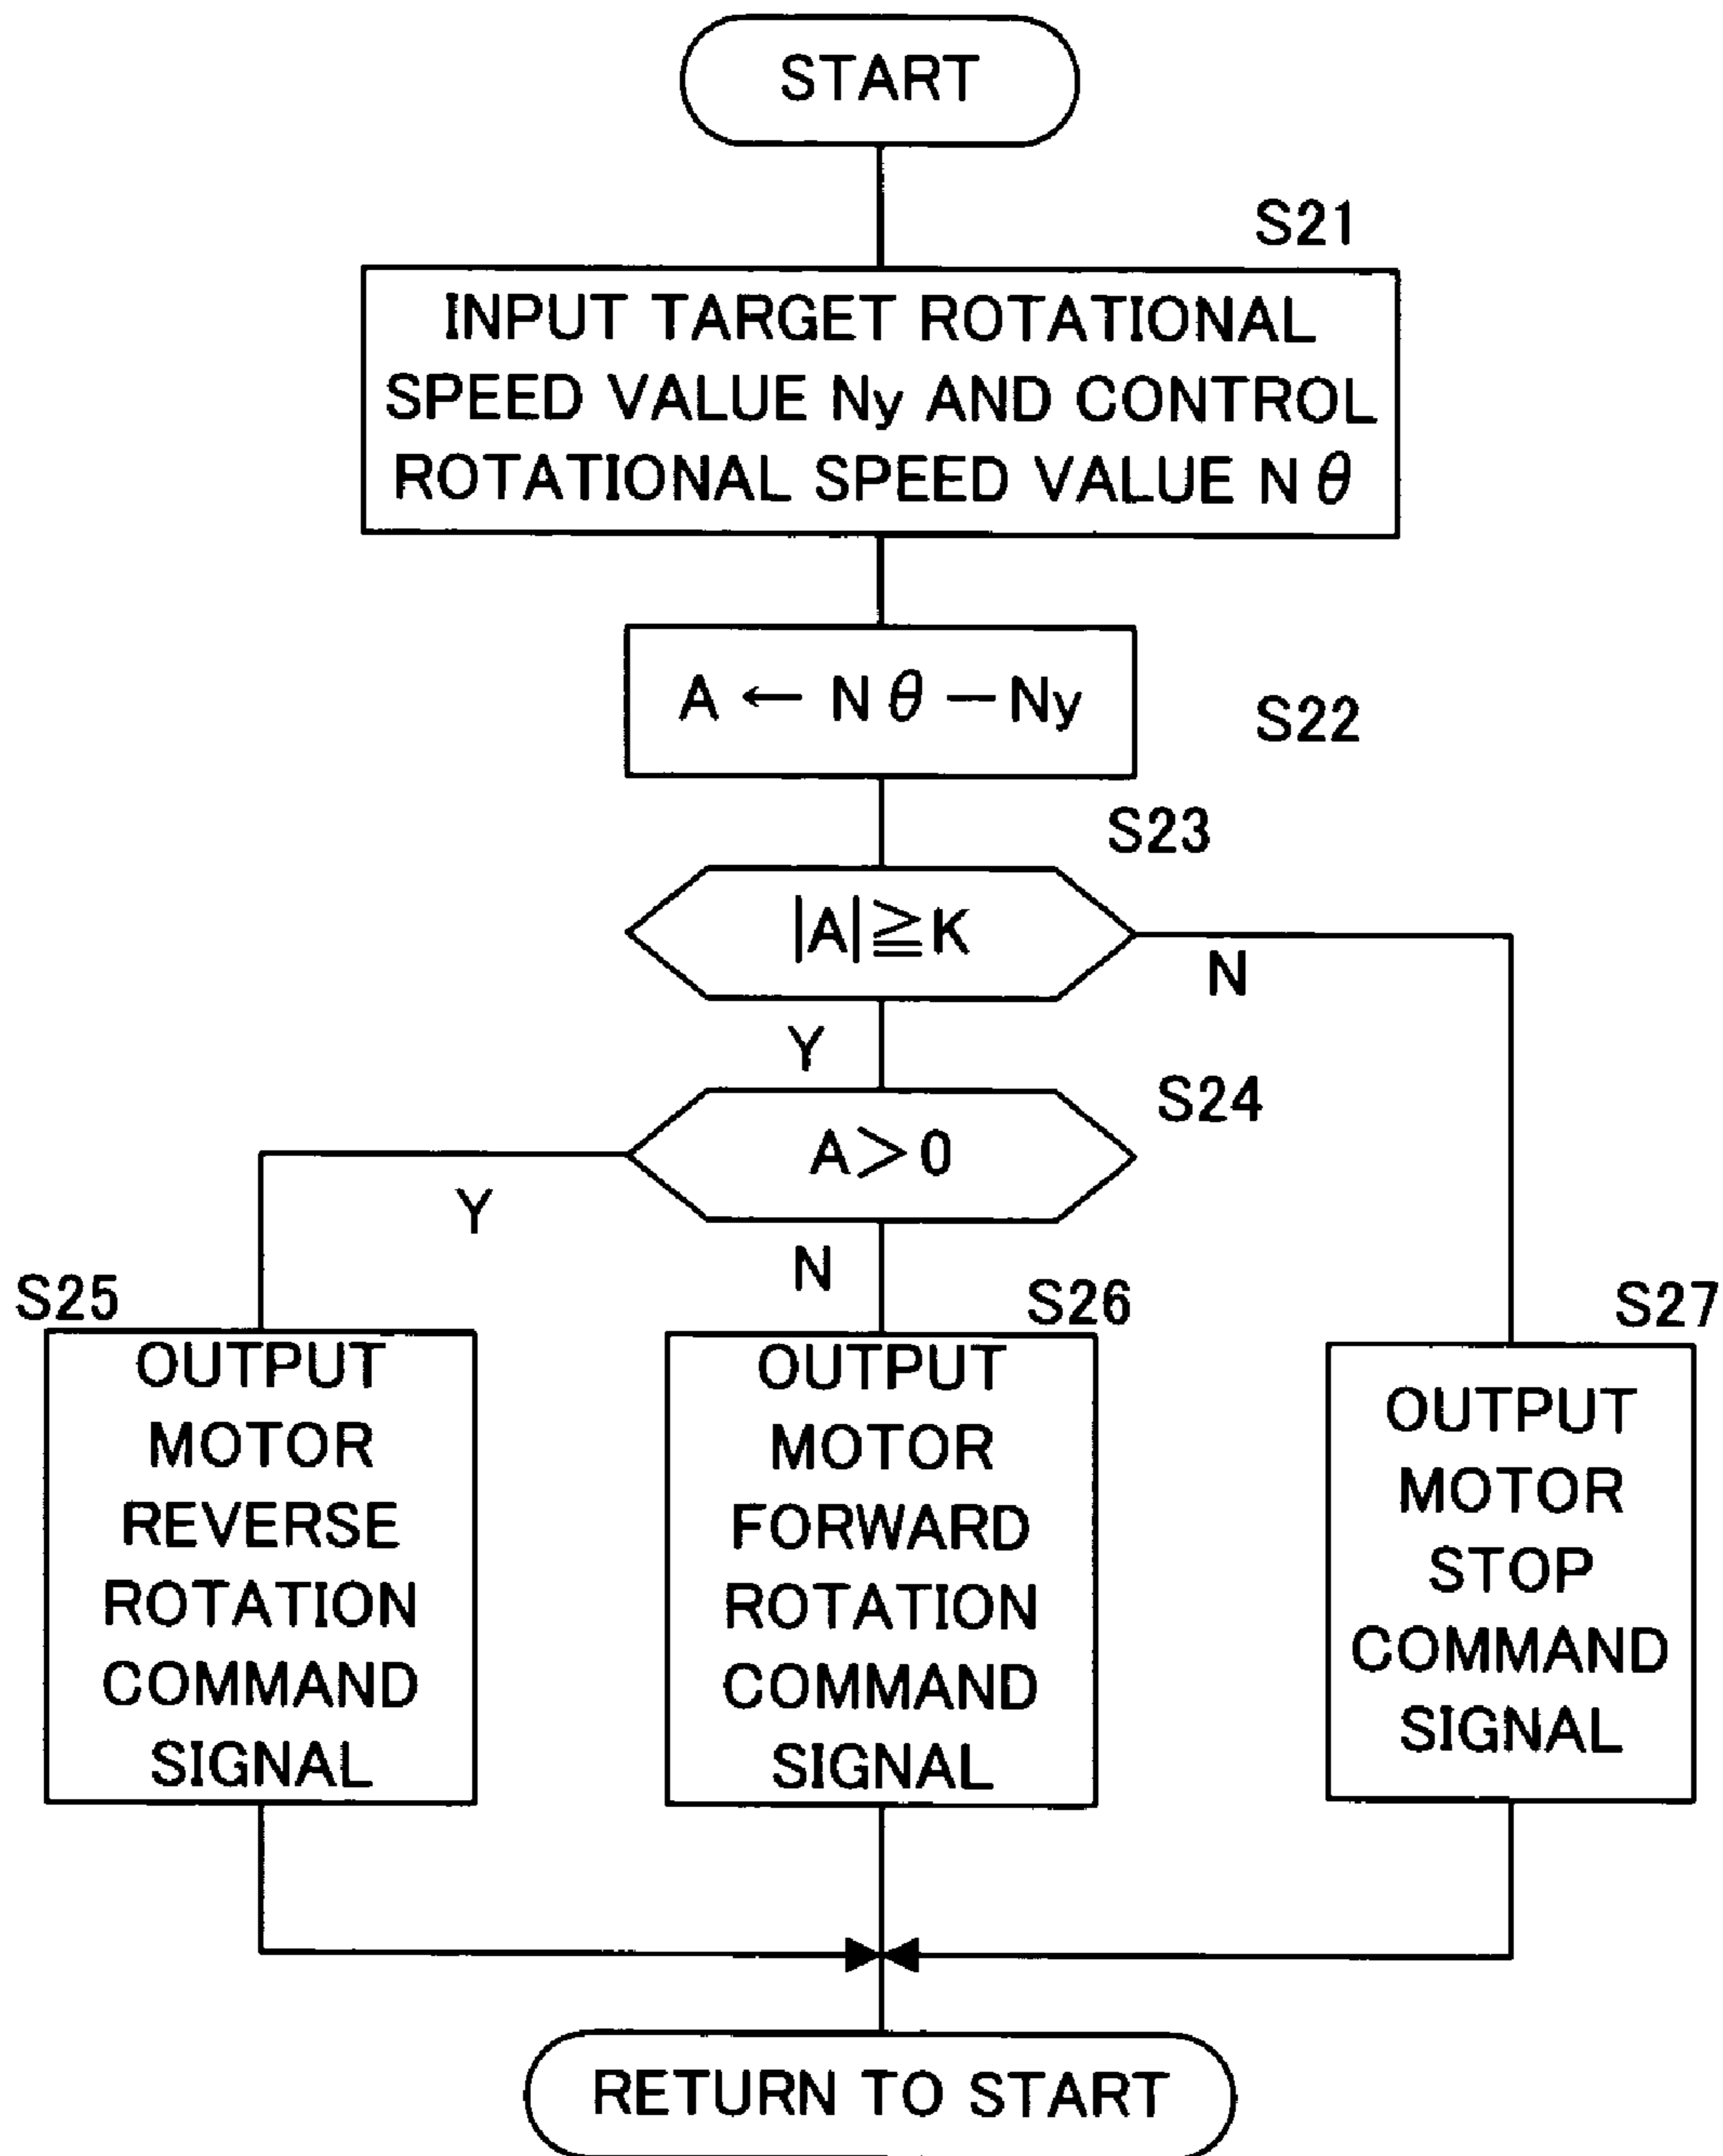 START
S21
INPUT TARGET ROTATIONAL
SPEED VALUE Ny AND CONTROL
ROTATIONAL SPEED VALUE N θ
A ← N θ − Ny
S22
S23
|A| ≧ K
N
Y
S24
A > 0
Y
N
S25
OUTPUT
MOTOR
REVERSE
ROTATION
COMMAND
SIGNAL
S26
OUTPUT
MOTOR
FORWARD
ROTATION
COMMAND
SIGNAL
S27
OUTPUT
MOTOR
STOP
COMMAND
SIGNAL
RETURN TO START